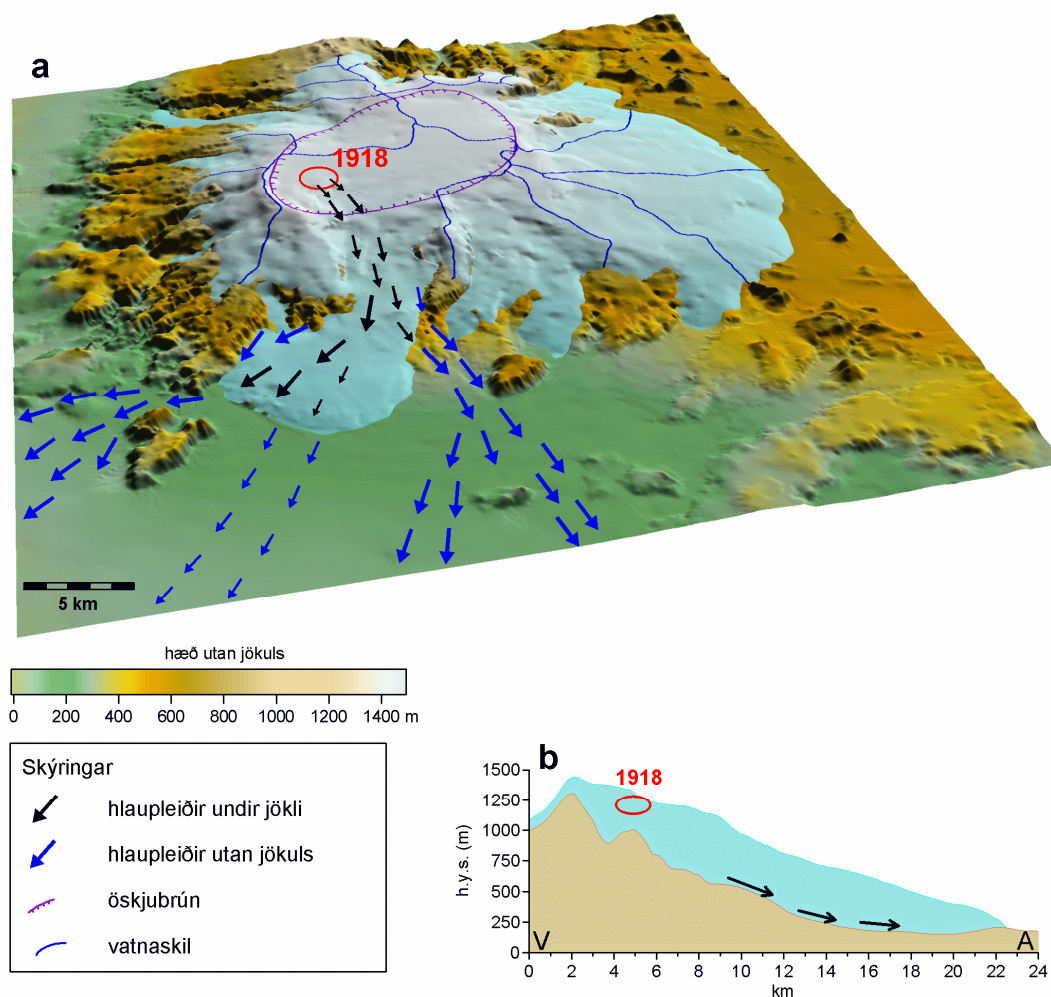 a
1918
5 km
hæð utan jökuls
0 200 400 600 800 1000 1200 1400 m
Skýringar
hlaupleiðir undir jökli
hlaupleiðir utan jökuls
öskjubrún
vatnaskil
b
1918
h.y.s. (m)
1500
1250
1000
750
500
250
0
V A
0 2 4 6 8 10 12 14 16 18 20 22 24
km